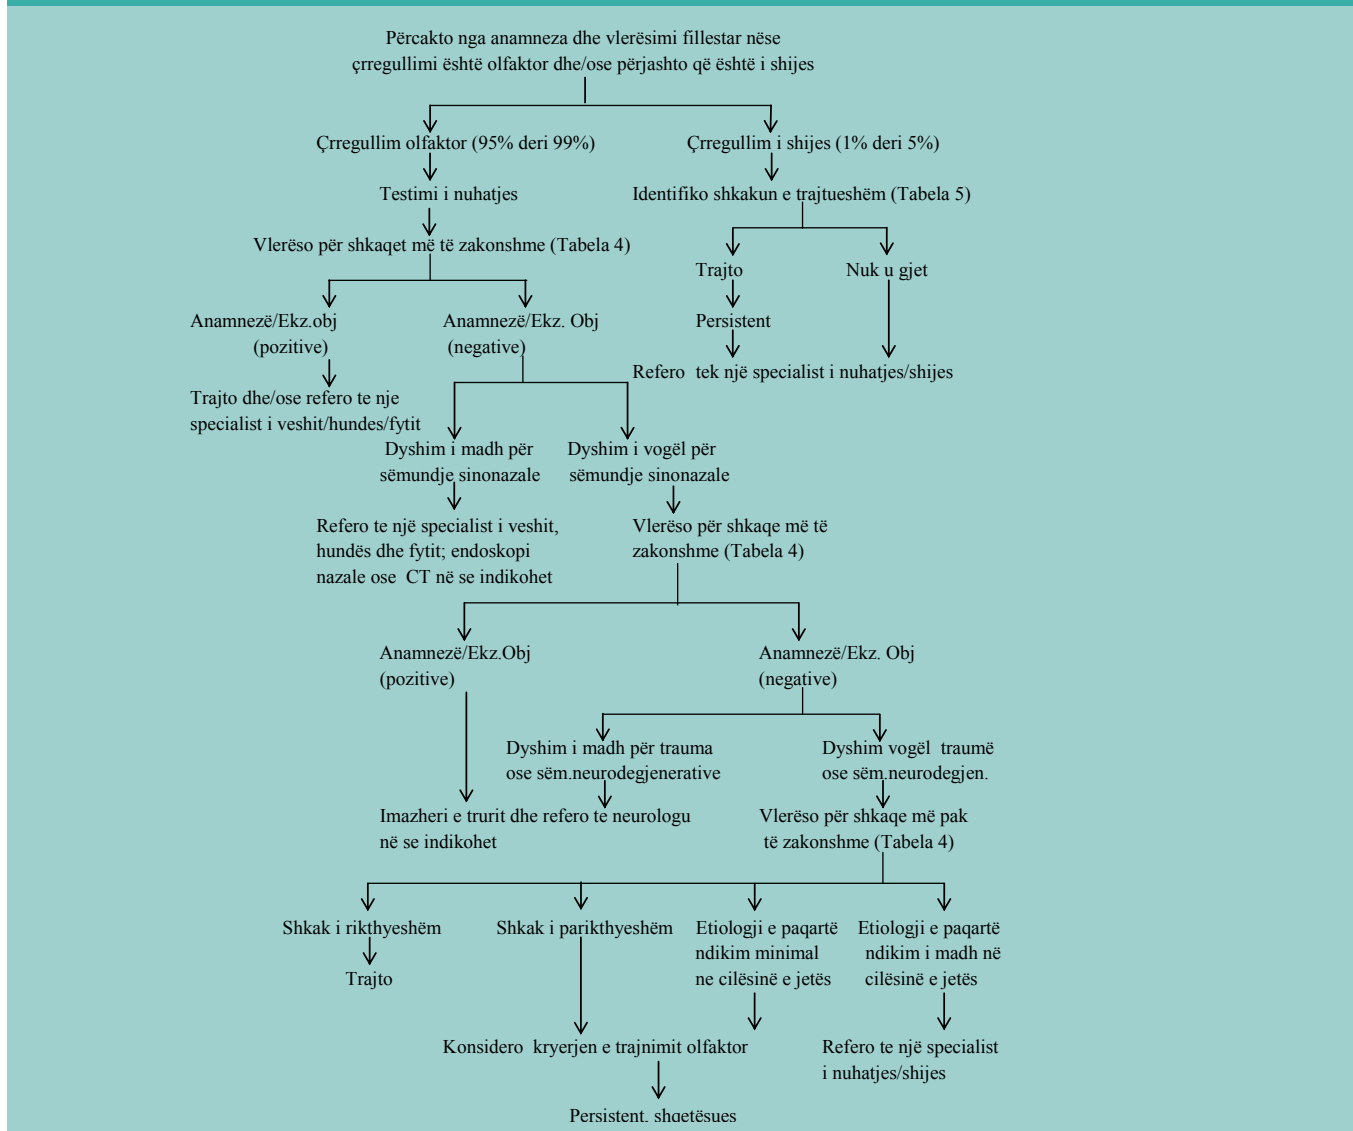 Përcakto nga anamneza dhe vlerësimi fillestar nëse
çrregullimi është olfaktor dhe/ose përjashto që është i shijes
Çrregullim olfaktor (95% deri 99%)
Çrregullim i shijes (1% deri 5%)
Testimi i nuhatjes
Identifiko shkakun e trajtueshëm (Tabela 5)
Vlerëso për shkaqet më të zakonshme (Tabela 4)
Trajto
Nuk u gjet
Anamnezë/Ekz.obj
(pozitive)
Anamnezë/Ekz. Obj
(negative)
Persistent
Refero tek një specialist i nuhatjes/shijes
Trajto dhe/ose refero te nje
specialist i veshit/hundes/fytit
Dyshim i madh për
sëmundje sinonazale
Dyshim i vogël për
sëmundje sinonazale
Refero te një specialist i veshit,
hundës dhe fytit; endoskopi
nazale ose CT në se indikohet
Vlerëso për shkaqe më të
zakonshme (Tabela 4)
Anamnezë/Ekz.Obj
(pozitive)
Anamnezë/Ekz. Obj
(negative)
Dyshim i madh për trauma
ose sëm.neurodegjenerative
Dyshim vogël traumë
ose sëm.neurodegjen.
Imazheri e trurit dhe refero te neurologu
në se indikohet
Vlerëso për shkaqe më pak
të zakonshme (Tabela 4)
Shkak i rikthyeshëm
Shkak i parikthyeshëm
Etiologji e paqartë
ndikim minimal
ne cilësinë e jetës
Etiologji e paqartë
ndikim i madh në
cilësinë e jetës
Trajto
Konsidero kryerjen e trajnimit olfaktor
Refero te një specialist
i nuhatjes/shijes
Persistent, shqetësues